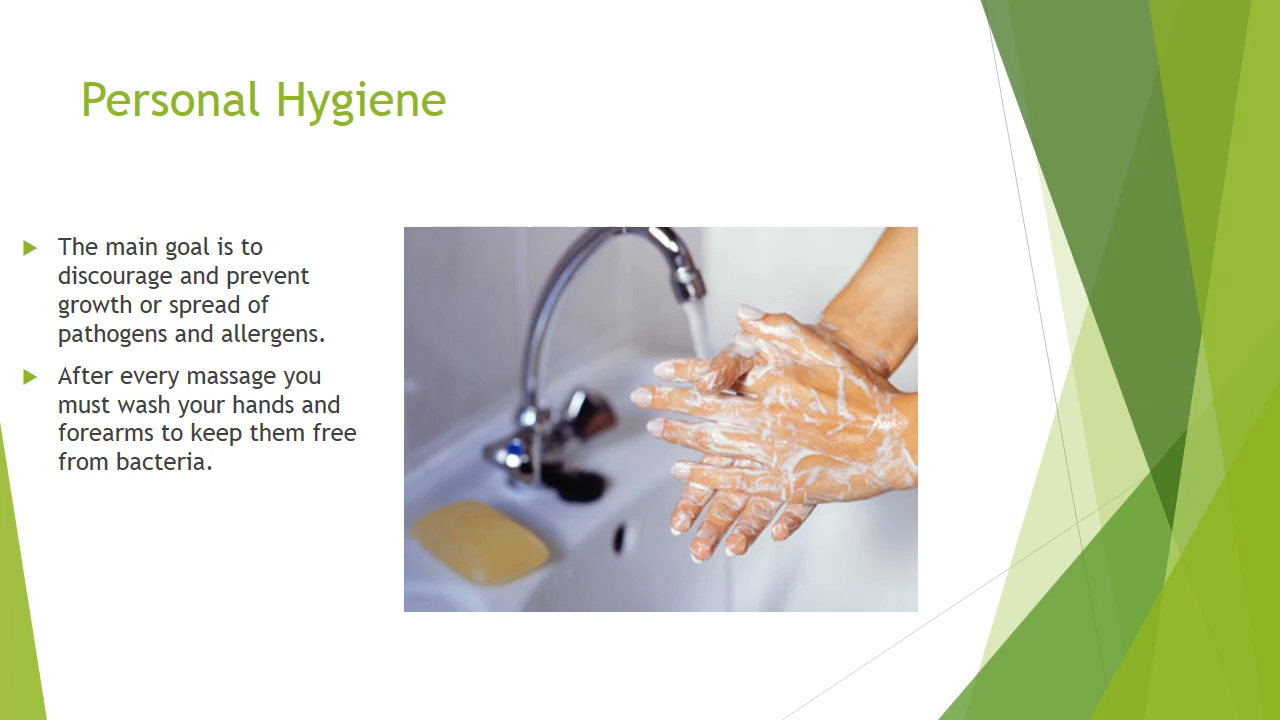 Personal Hygiene
The main goal is to
discourage and prevent
growth or spread of
pathogens and allergens.
After every massage you
must wash your hands and
forearms to keep them free
from bacteria.